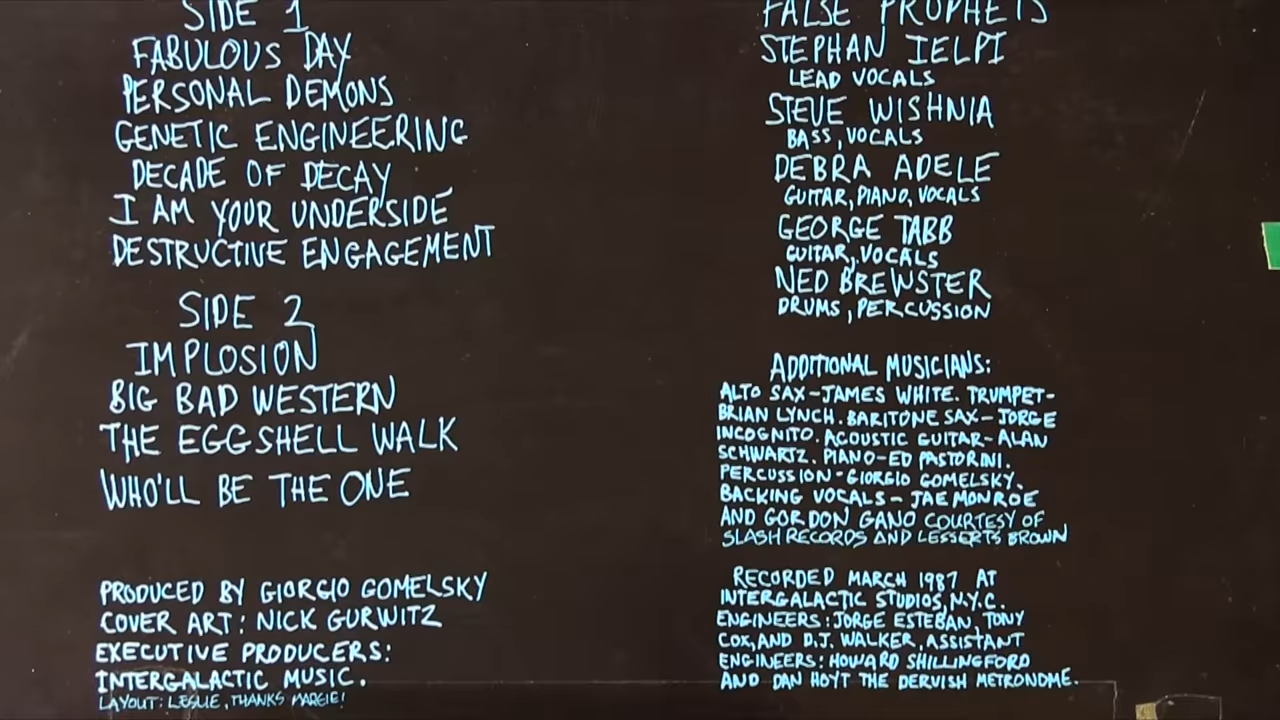 SIDE 1
FABULOUS DAY
PERSONAL DEMONS
GENETIC ENGINEERING
DECADE OF DECAY
I AM YOUR UNDERSIDE
DESTRUCTIVE ENGAGEMENT
SIDE 2
IMPLOSION
BIG BAD WESTERN
THE EGGSHELL WALK
WHO'LL BE THE ONE
PRODUCED BY GIORGIO GOMELSKY
COVER ART: NICK GURWITZ
EXECUTIVE PRODUCERS:
INTERGALACTIC MUSIC.
LAYOUT: LESLIE, THANKS MARGIE!
FALSE PROPHETS
STEPHAN IELPI
LEAD VOCALS
STEVE WISHNIA
BASS, VOCALS
DEBRA ADELE
GUITAR, PIANO, VOCALS
GEORGE TABB
GUITAR, VOCALS
NED BREWSTER
DRUMS, PERCUSSION
ADDITIONAL MUSICIANS:
ALTO SAX-JAMES WHITE. TRUMPET-
BRIAN LYNCH. BARITONE SAX-JORGE
INCOGNITO. ACOUSTIC GUITAR-ALAN
SCHWARTZ. PIANO-ED PASTORINI.
PERCUSSION-GIORGIO GOMELSKY.
BACKING VOCALS-JAE MONROE
AND GORDON GANO COURTESY OF
SLASH RECORDS AND LESSERTS BROWN
RECORDED MARCH 1987 AT
INTERGALACTIC STUDIOS, N.Y.C.
ENGINEERS: JORGE ESTEBAN, TONY
COX, AND D.J. WALKER, ASSISTANT
ENGINEERS: HOWARD SHILLINGFORD
AND DAN HOYT THE DERVISH METRONOME.